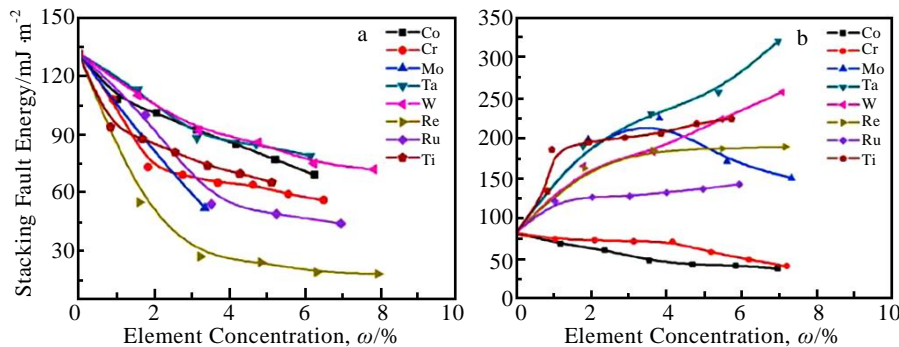 Stacking Fault Energy/mJ·m⁻²
150
120
90
60
30
0
2
4
6
8
10
Element Concentration, ω/%
a
Co
Cr
Mo
Ta
W
Re
Ru
Ti
350
300
250
200
150
100
50
0
0
2
4
6
8
10
Element Concentration, ω/%
b
Co
Cr
Mo
Ta
W
Re
Ru
Ti